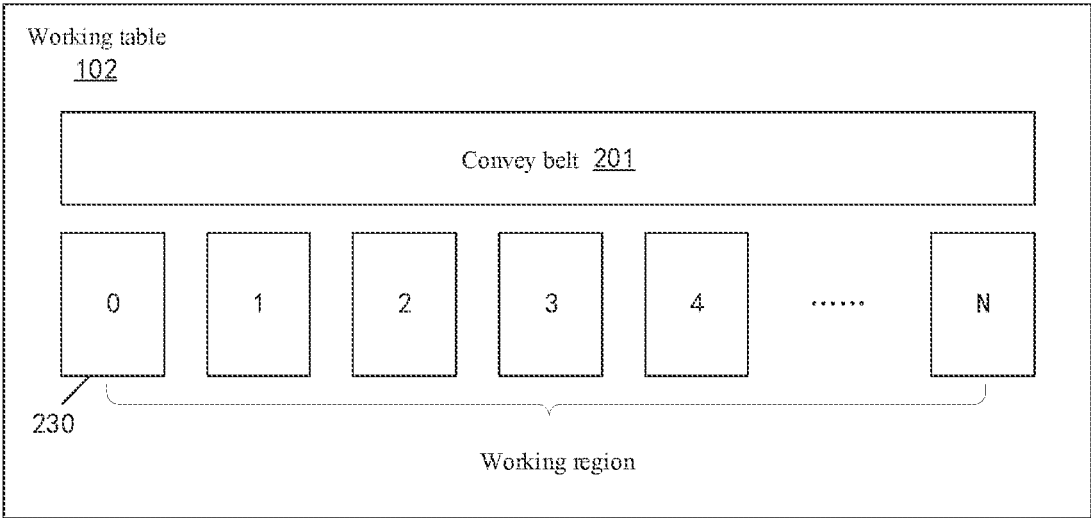 Working table
102
Convey belt 201
0 1 2 3 4 ...... N
230
Working region